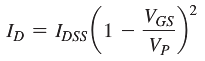 I_D = I_DSS(1 − V_GS/V_P)²